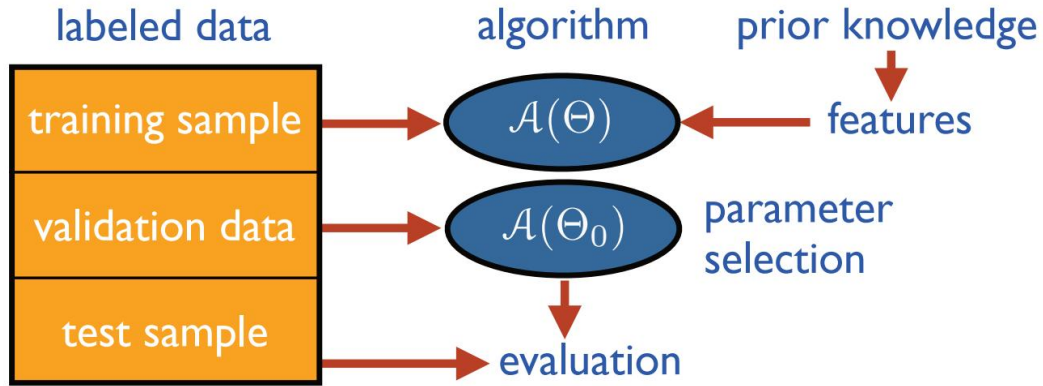 labeled data
algorithm
prior knowledge
training sample
A(Θ)
features
validation data
A(Θ₀)
parameter
selection
test sample
evaluation